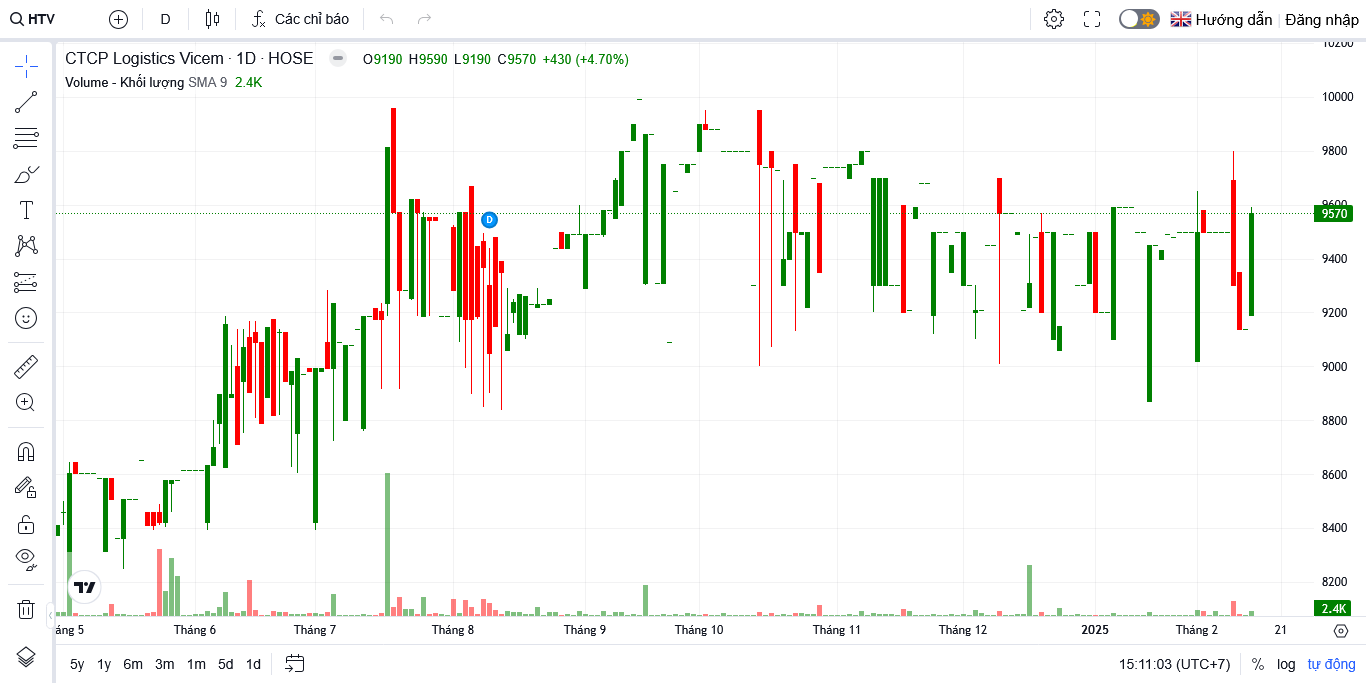 HTV D Các chỉ báo Hướng dẫn Đăng nhập
CTCP Logistics Vicem · 1D · HOSE O9190 H9590 L9190 C9570 +430 (+4.70%)
Volume - Khối lượng SMA 9 2.4K
10200
10000
9800
9600
9570
9400
9200
9000
8800
8600
8400
8200
2.4K
D
áng 5 Tháng 6 Tháng 7 Tháng 8 Tháng 9 Tháng 10 Tháng 11 Tháng 12 2025 Tháng 2 21
5y 1y 6m 3m 1m 5d 1d 15:11:03 (UTC+7) % log tự động